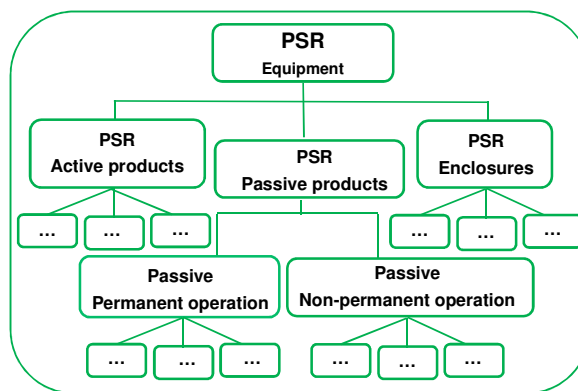 PSR
Equipment
PSR
Active products
PSR
Passive products
PSR
Enclosures
... ... ... ... ... ...
Passive
Permanent operation
Passive
Non-permanent operation
... ... ... ... ... ...